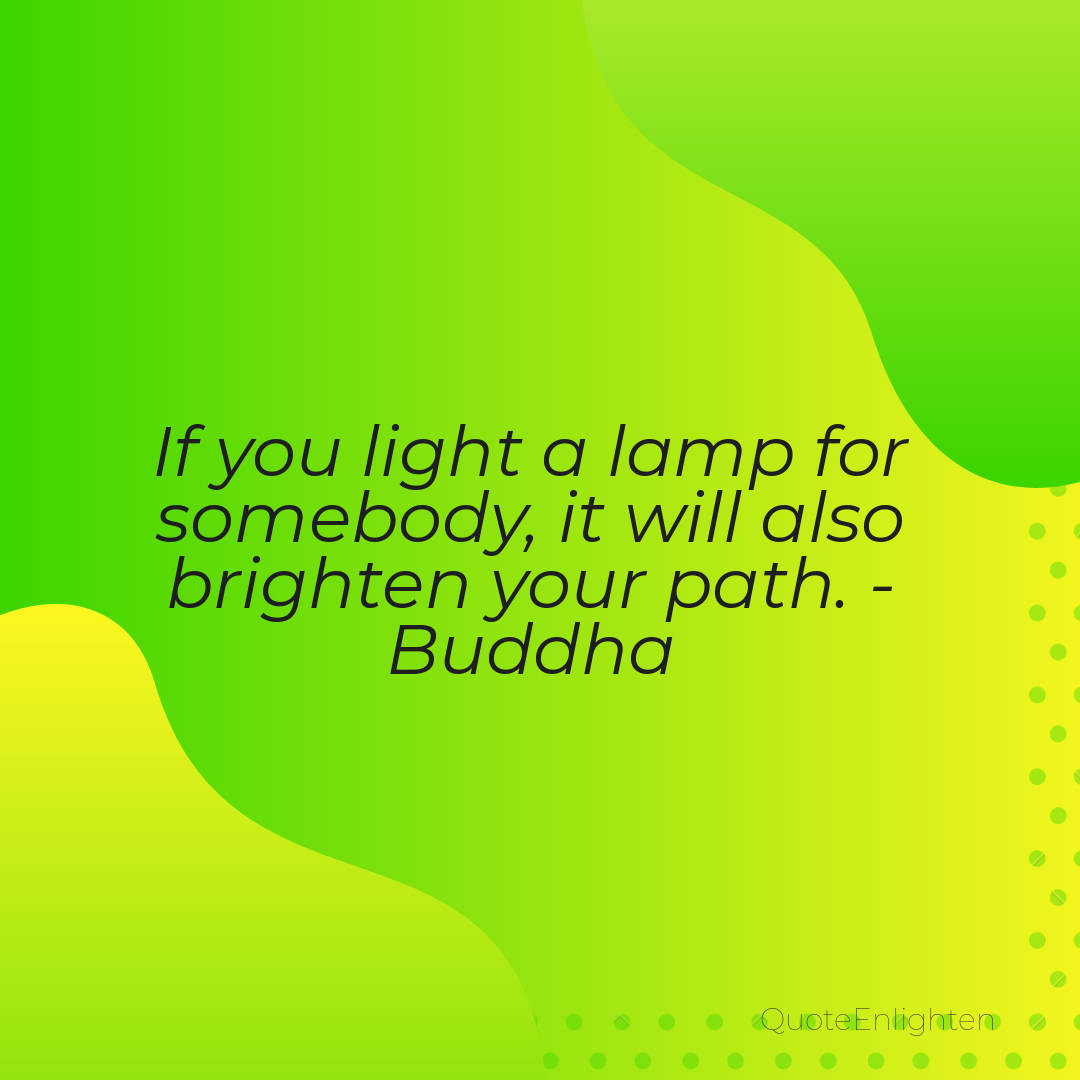 If you light a lamp for
somebody, it will also
brighten your path. -
Buddha
QuoteEnlighten